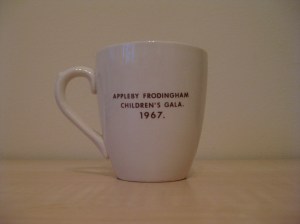 APPLEBY FRODINGHAM
CHILDREN'S GALA.
1967.